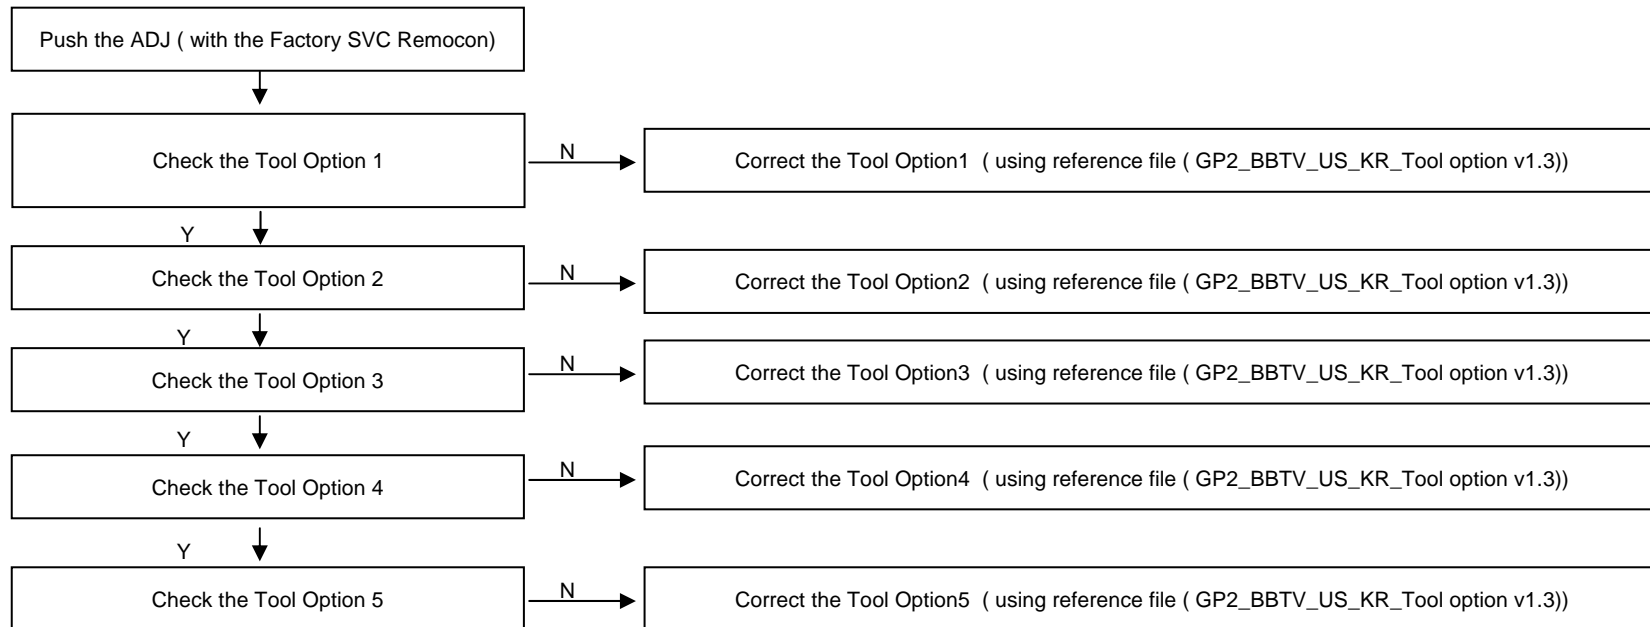 Push the ADJ ( with the Factory SVC Remocon)
Check the Tool Option 1
N
Correct the Tool Option1 ( using reference file ( GP2_BBTV_US_KR_Tool option v1.3))
Y
Check the Tool Option 2
N
Correct the Tool Option2 ( using reference file ( GP2_BBTV_US_KR_Tool option v1.3))
Y
Check the Tool Option 3
N
Correct the Tool Option3 ( using reference file ( GP2_BBTV_US_KR_Tool option v1.3))
Y
Check the Tool Option 4
N
Correct the Tool Option4 ( using reference file ( GP2_BBTV_US_KR_Tool option v1.3))
Y
Check the Tool Option 5
N
Correct the Tool Option5 ( using reference file ( GP2_BBTV_US_KR_Tool option v1.3))